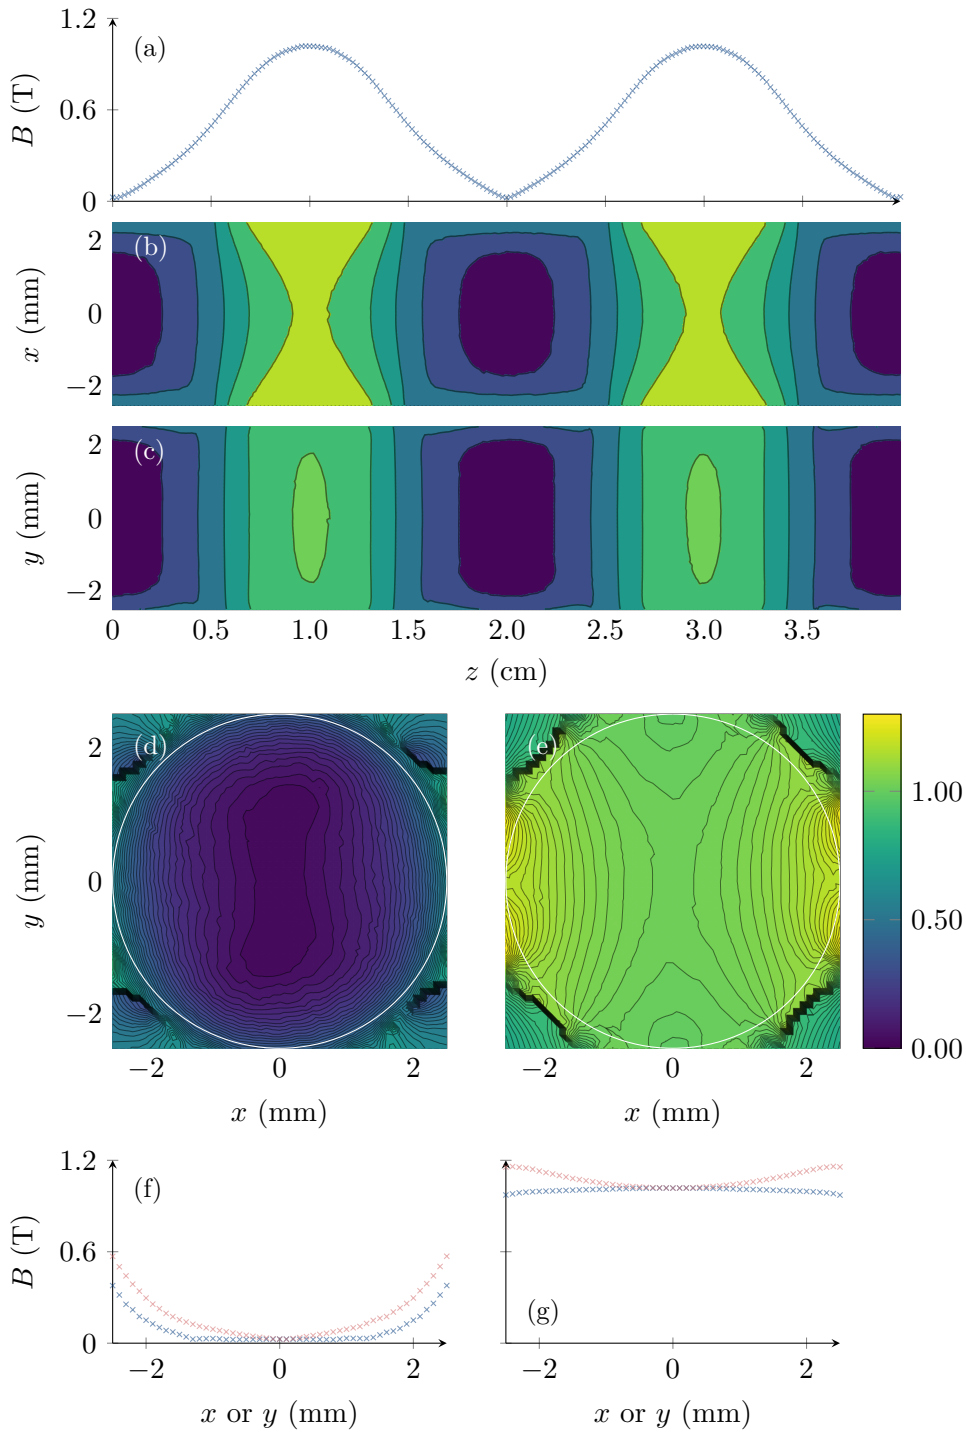 1.2
(a)
B (T)
0.6
0
(b)
2
x (mm)
0
−2
(c)
2
y (mm)
0
−2
0 0.5 1.0 1.5 2.0 2.5 3.0 3.5
z (cm)
(d) (e)
2
1.00
y (mm)
0
0.50
−2
0.00
−2 0 2 −2 0 2
x (mm) x (mm)
1.2
(f)
B (T)
0.6
(g)
0
−2 0 2 −2 0 2
x or y (mm) x or y (mm)